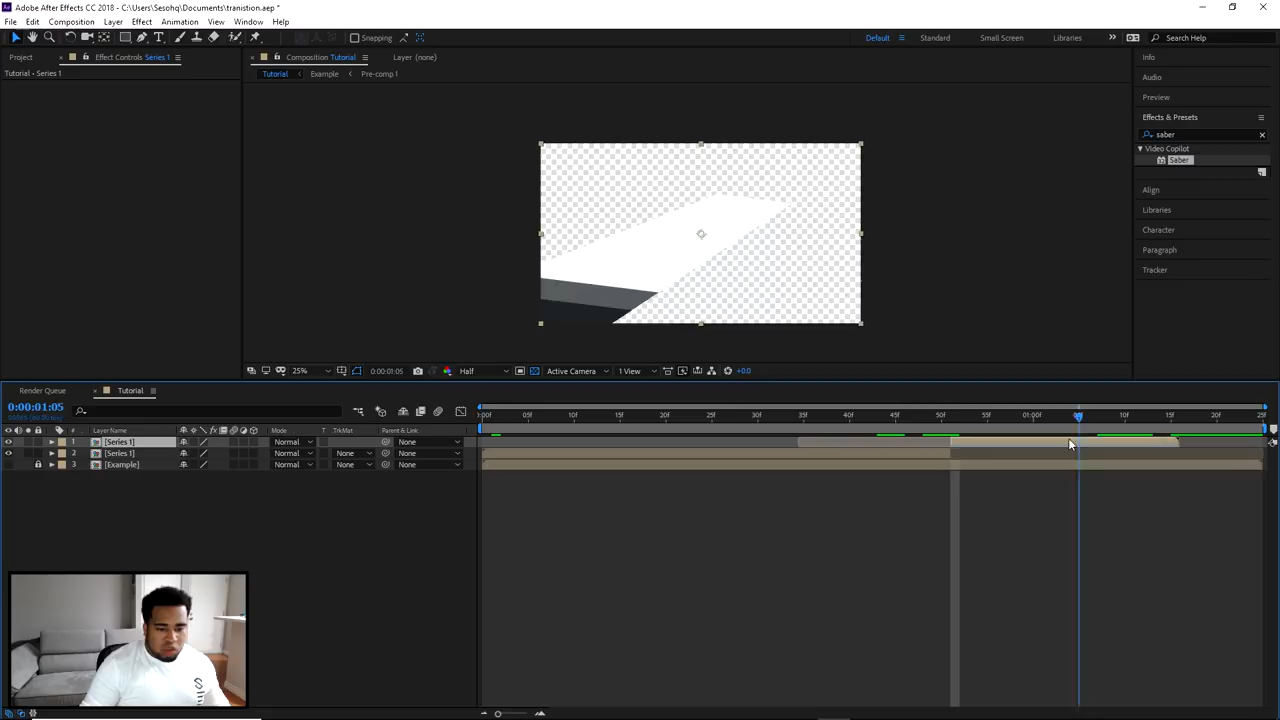 Adobe After Effects CC 2018 - C:\Users\Sesohq\Documents\tranistion.aep *
File Edit Composition Layer Effect Animation View Window Help
Snapping Default Standard Small Screen Libraries Search Help
Project Effect Controls Series 1 Composition Tutorial Layer (none) Info
Tutorial • Series 1 Tutorial Example Pre-comp I Audio
Preview
Effects & Presets
saber
Video Copilot
Saber
Align
Libraries
Character
Paragraph
Tracker
25% 0:00:01:05 Half Active Camera 1 View +0.0
Render Queue Tutorial
0:00:01:05
:00f 05f 10f 15f 20f 25f 30f 35f 40f 45f 50f 55f 01:00f 10f 15f 20f 25f
# Layer Name Mode T .TrkMat Parent & Link
1 [Series 1] Normal None
2 [Series 1] Normal None None
3 [Example] Normal None None